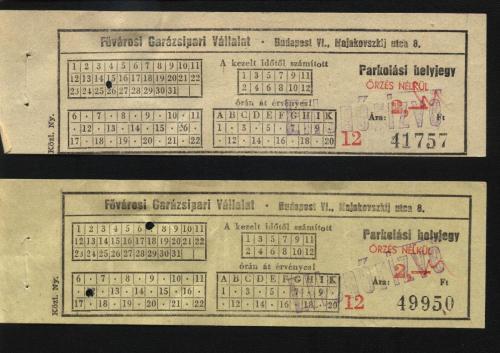 Fővárosi Garázsipari Vállalat - Budapest VI., Majakovszkij utca 8.
1 2 3 4 5 6 7 8 9 10 11
12 13 14 15 16 17 18 19 20 21 22
23 24 25 26 27 28 29 30 31
A kezelt időtől számított
1 3 5 7 9 11
2 4 6 8 10 12
órán át érvényes!
6 · 7 · 8 · 9 · 10 · 11
· 12 · 13 · 14 · 15 · 16 ·
17 · 18 · 19 · 20 · 21 · 22
A B C D E F G H I K
1 · 3 · 5 · 7 · 9 ·
· 12 · 14 · 16 · 18 · 20
Parkolási helyjegy
ŐRZÉS NÉLKÜL
Ára: 2,- Ft
12 41757
Közl. Ny.
Fővárosi Garázsipari Vállalat - Budapest VI., Majakovszkij utca 8.
1 2 3 4 5 6 7 8 9 10 11
12 13 14 15 16 17 18 19 20 21 22
23 24 25 26 27 28 29 30 31
A kezelt időtől számított
1 3 5 7 9 11
2 4 6 8 10 12
órán át érvényes!
6 · 7 · 8 · 9 · 10 · 11
· 13 · 14 · 15 · 16 ·
17 · 18 · 19 · 20 · 21 · 22
A B C D E F G H I K
1 · 3 · 5 · 7 · 9 ·
· 12 · 14 · 16 · 18 · 20
Parkolási helyjegy
ŐRZÉS NÉLKÜL
Ára: 2,- Ft
12 49950
Közl. Ny.